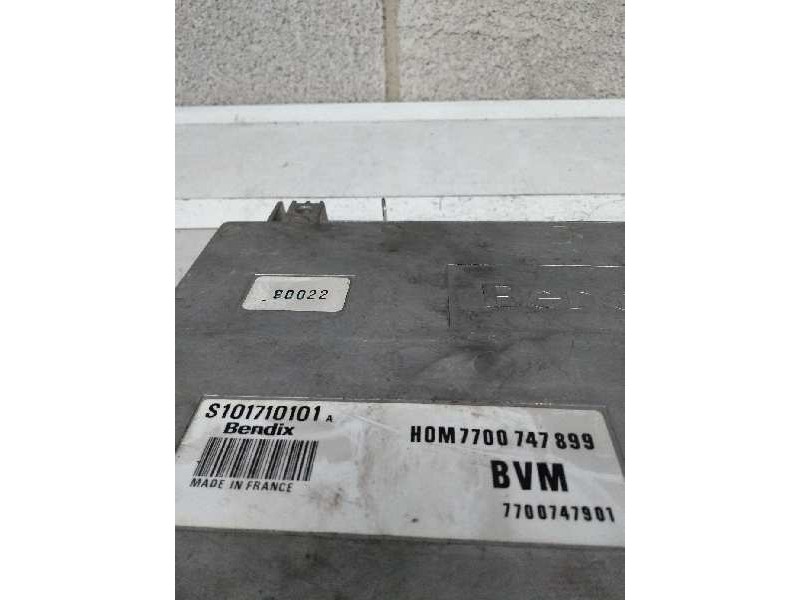 80022
S101710101 A
Bendix
MADE IN FRANCE
HOM 7700 747 899
BVM
7700747901